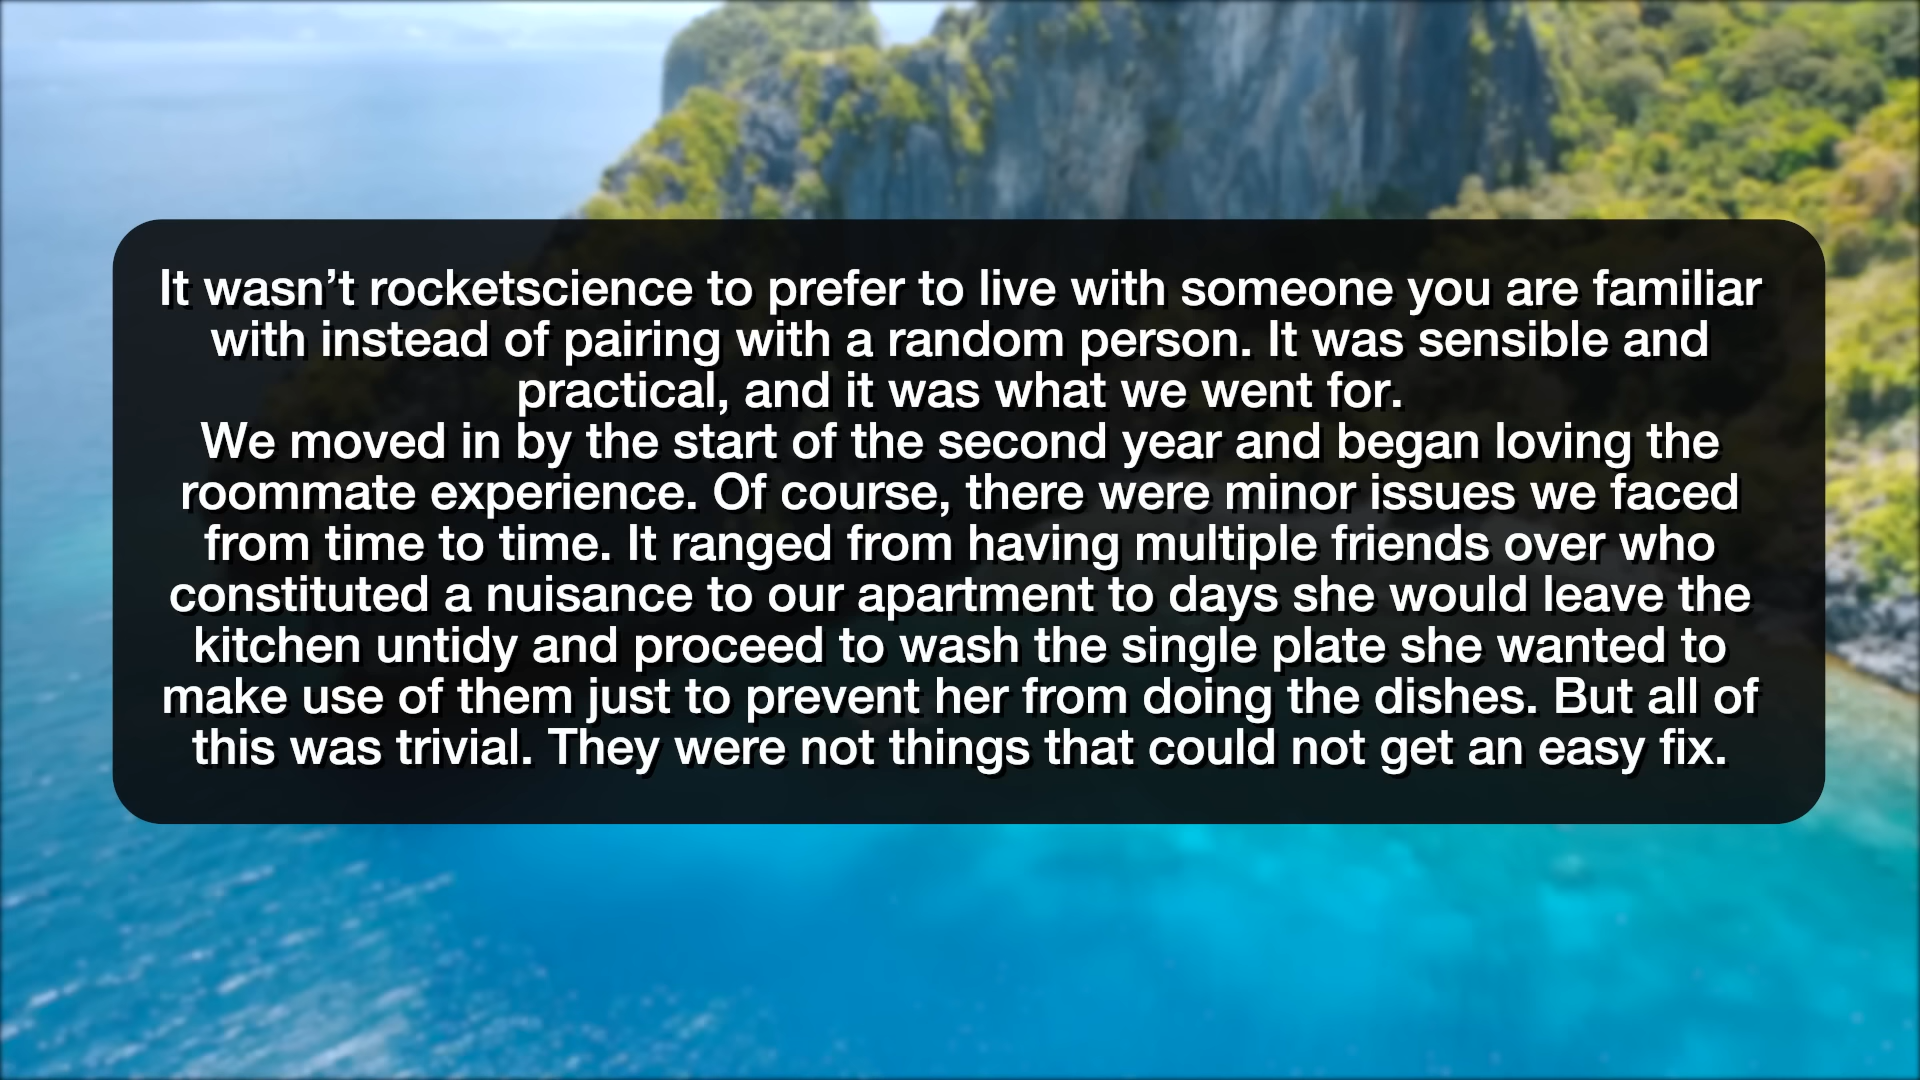 It wasn’t rocketscience to prefer to live with someone you are familiar
with instead of pairing with a random person. It was sensible and
practical, and it was what we went for.
We moved in by the start of the second year and began loving the
roommate experience. Of course, there were minor issues we faced
from time to time. It ranged from having multiple friends over who
constituted a nuisance to our apartment to days she would leave the
kitchen untidy and proceed to wash the single plate she wanted to
make use of them just to prevent her from doing the dishes. But all of
this was trivial. They were not things that could not get an easy fix.